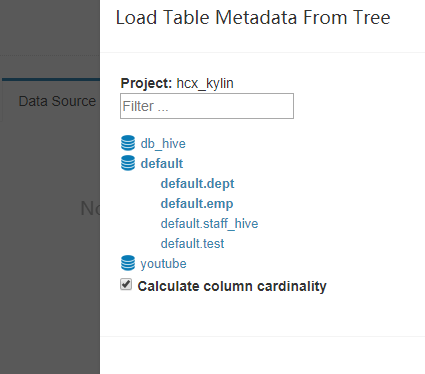 Load Table Metadata From Tree
Project: hcx_kylin
Filter ...
Data Source
db_hive
default
default.dept
default.emp
No
default.staff_hive
default.test
youtube
Calculate column cardinality